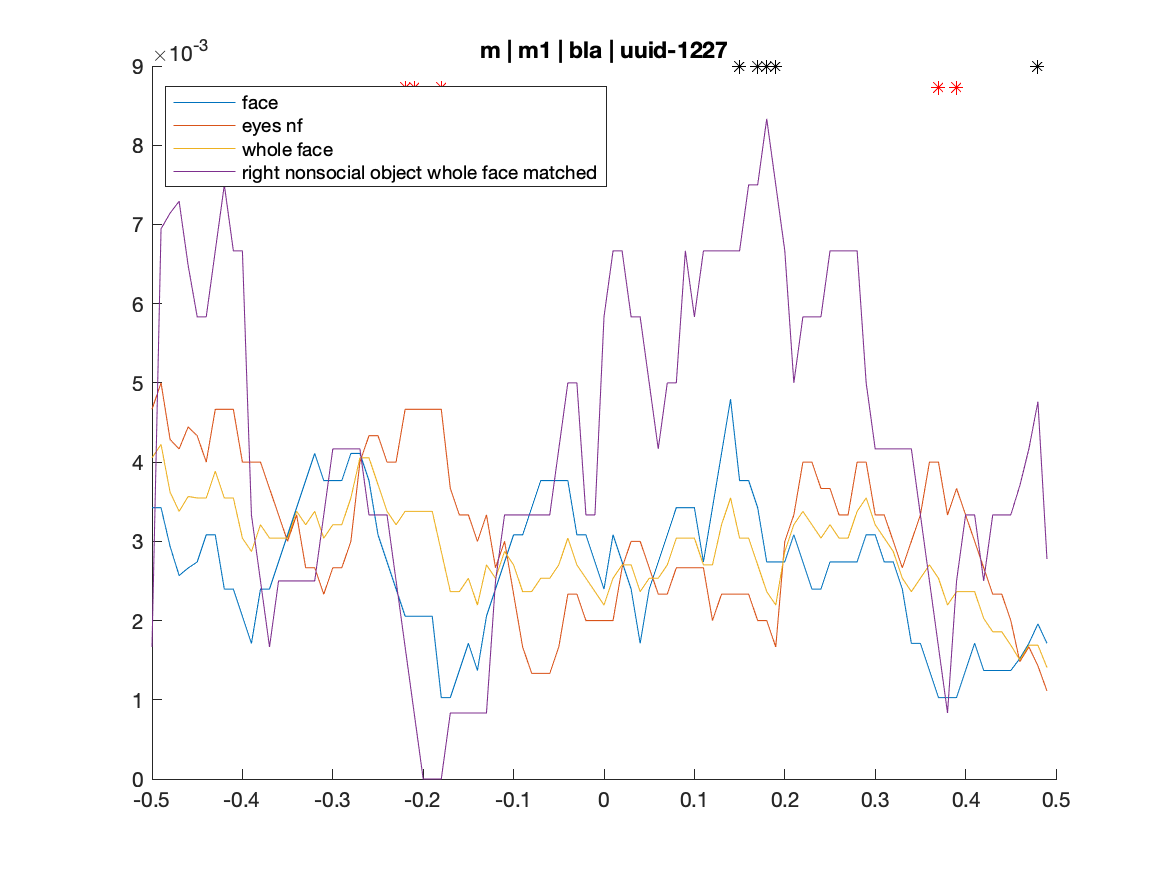 ×10-3
m | m1 | bla | uuid-1227
9
8
7
6
5
4
3
2
1
0
face
eyes nf
whole face
right nonsocial object whole face matched
-0.5 -0.4 -0.3 -0.2 -0.1 0 0.1 0.2 0.3 0.4 0.5